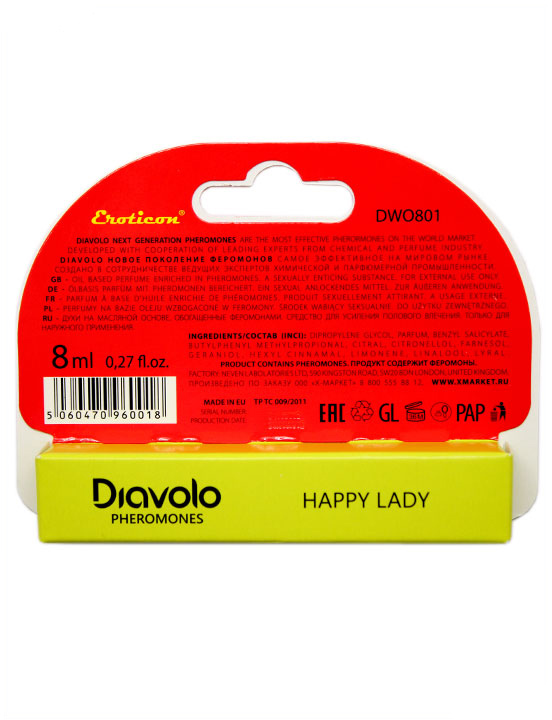 Eroticon®
DWO801
DIAVOLO NEXT GENERATION PHEROMONES ARE THE MOST EFFECTIVE PHEROHMONES ON THE WORLD MARKET.
DEVELOPED WITH COOPERATION OF LEADING EXPERTS FROM CHEMICAL AND PERFUME INDUSTRY.
DIAVOLO НОВОЕ ПОКОЛЕНИЕ ФЕРОМОНОВ САМОЕ ЭФФЕКТИВНОЕ НА МИРОВОМ РЫНКЕ.
СОЗДАНО В СОТРУДНИЧЕСТВЕ ВЕДУЩИХ ЭКСПЕРТОВ ХИМИЧЕСКОЙ И ПАРФЮМЕРНОЙ ПРОМЫШЛЕННОСТИ.
GB - OIL BASED PERFUME ENRICHED IN PHEROMONES. A SEXUALLY ENTICING SUBSTANCE. FOR EXTERNAL USE ONLY.
DE - ÖLBASIS PARFUM MIT PHEROMONEN BEREICHERT. EIN SEXUAL ANLOCKENDES MITTEL. ZUR ÄUßEREN ANWENDUNG.
FR - PARFUM À BASE D'HUILE ENRICHIE DE PHEROMONES. PRODUIT SEXUELLEMENT ATTIRANT. A USAGE EXTERNE.
PL - PERFUMY NA BAZIE OLEJU WZBOGACONE W FEROMONY. ŚRODEK WABIĄCY SEKSUALNIE. DO UŻYTKU ZEWNĘTRZNEGO.
RU - ДУХИ НА МАСЛЯНОЙ ОСНОВЕ, ОБОГАЩЕННЫЕ ФЕРОМОНАМИ. СРЕДСТВО ДЛЯ УСИЛЕНИЯ ПОЛОВОГО ВЛЕЧЕНИЯ. ТОЛЬКО ДЛЯ
НАРУЖНОГО ПРИМЕНЕНИЯ.
INGREDIENTS/СОСТАВ (INCI): DIPROPYLENE GLYCOL, PARFUM, BENZYL SALICYLATE,
BUTYLPHENYL METHYLPROPIONAL, CITRAL, CITRONELLOL, FARNESOL,
GERANIOL, HEXYL CINNAMAL, LIMONENE, LINALOOL, LYRAL.
PRODUCT CONTAINS PHEROMONES. ПРОДУКТ СОДЕРЖИТ ФЕРОМОНЫ.
8 ml 0,27 fl.oz.
LONDON, UNITED KINGDOM.
ПРОИЗВЕДЕНО ПО ЗАКАЗУ ООО «Х-МАРКЕТ» 8 800 555 86 12, WWW.XMARKET.RU
5 060470 960018
MADE IN EU TP TC 009/2011
SERIAL NUMBER
PRODUCTION DATE
EAC GL PAP
Diavolo
PHEROMONES
HAPPY LADY